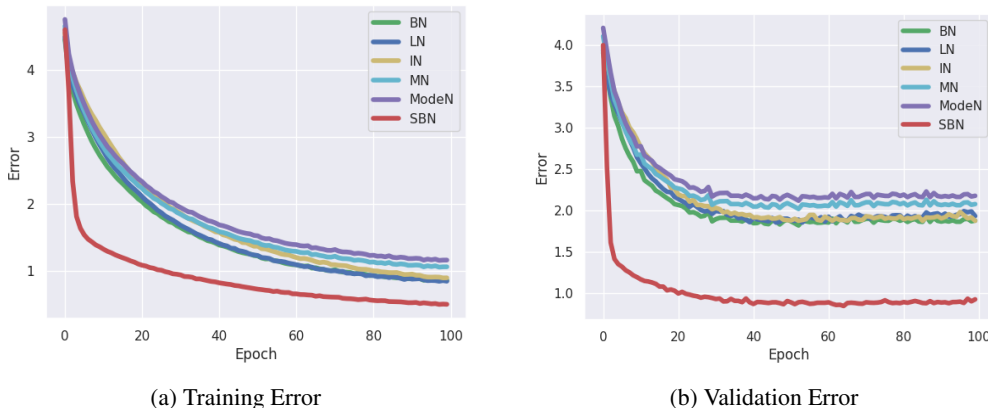 BN
LN
IN
MN
ModeN
SBN
4
3
2
1
Error
0 20 40 60 80 100
Epoch
(a) Training Error
BN
LN
IN
MN
ModeN
SBN
4.0
3.5
3.0
2.5
2.0
1.5
1.0
Error
0 20 40 60 80 100
Epoch
(b) Validation Error